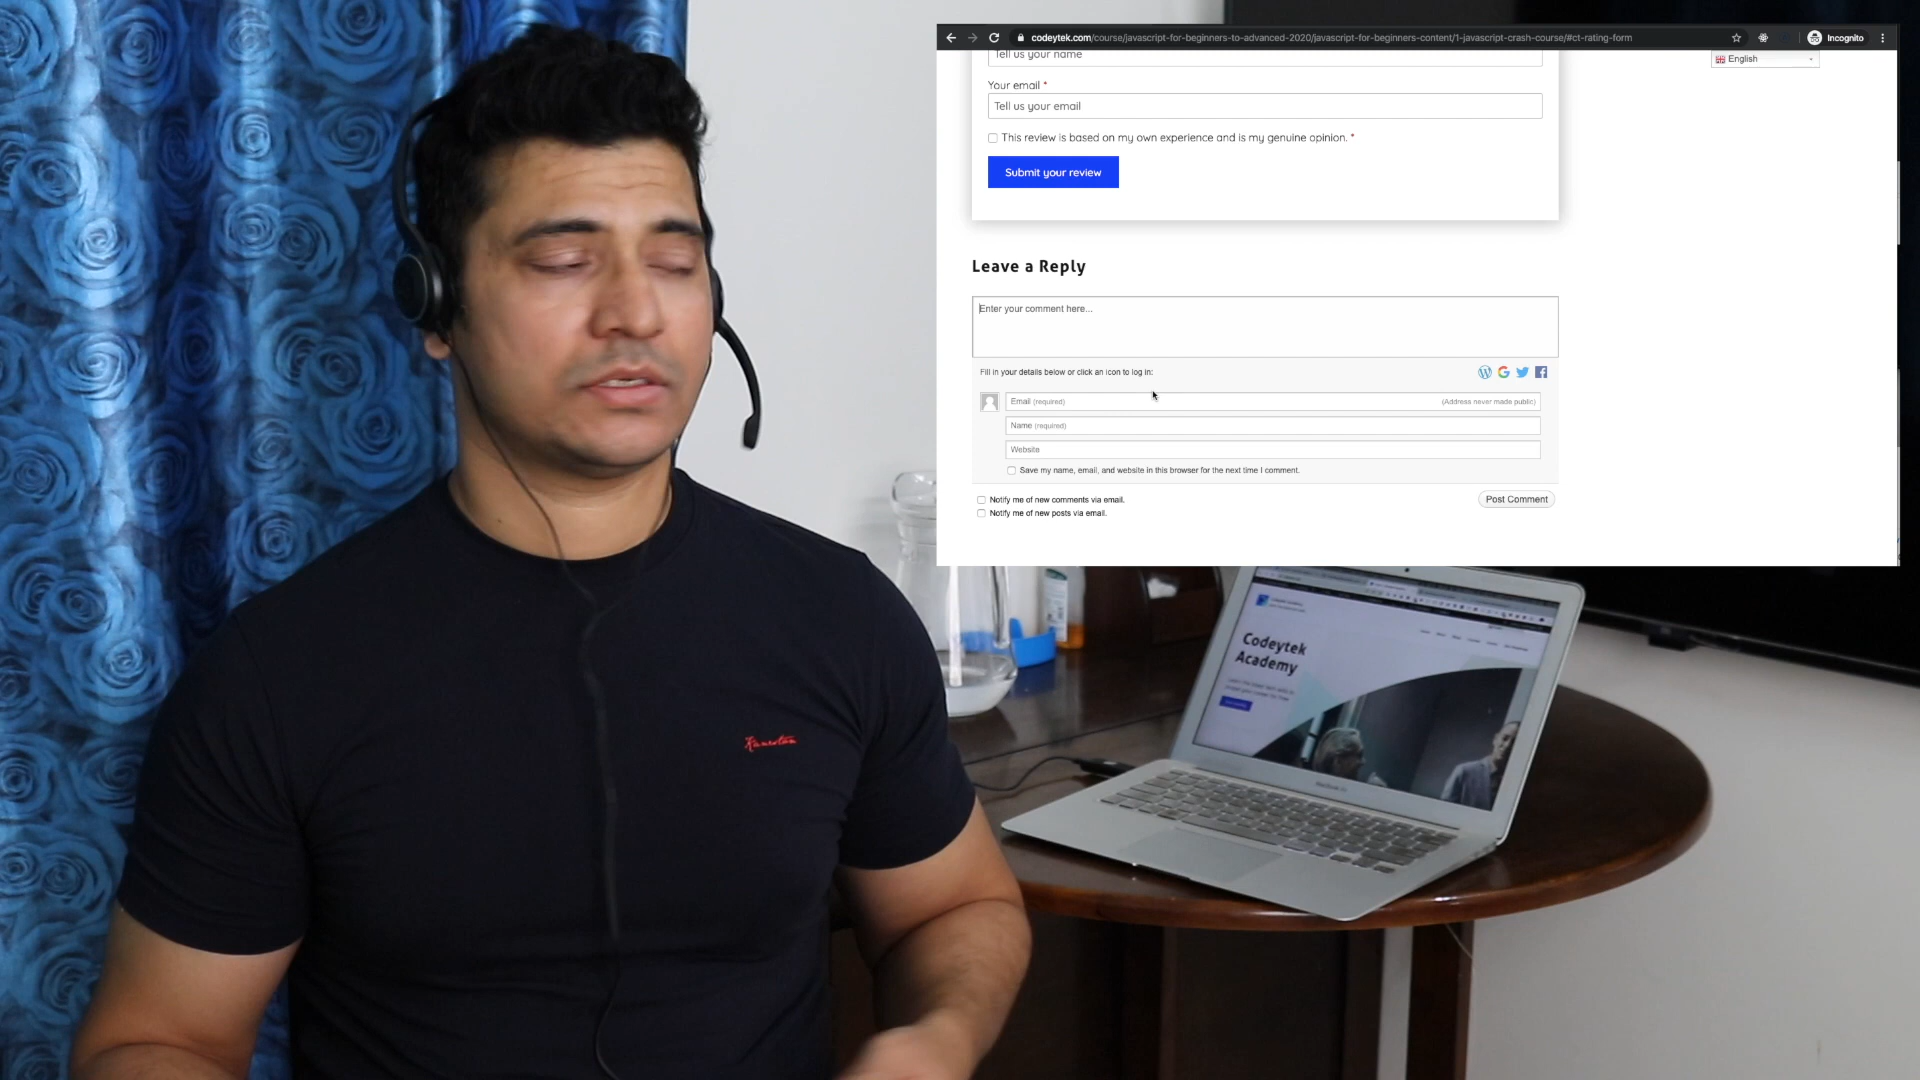 codeytek.com/course/javascript-for-beginners-to-advanced-2020/javascript-for-beginners-content/1-javascript-crash-course/#ct-rating-form
Incognito
Tell us your name
English
Your email *
Tell us your email
This review is based on my own experience and is my genuine opinion. *
Submit your review
Leave a Reply
Enter your comment here...
Fill in your details below or click an icon to log in:
Email (required)
(Address never made public)
Name (required)
Website
Save my name, email, and website in this browser for the next time I comment.
Notify me of new comments via email.
Post Comment
Notify me of new posts via email.
Codeytek
Academy